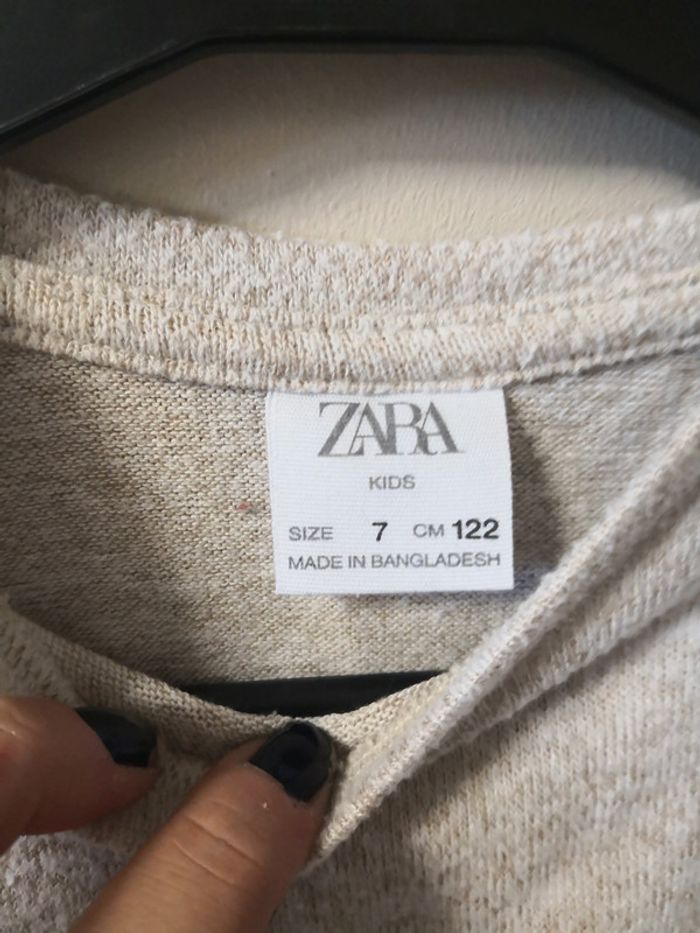 ZARA
KIDS
SIZE 7 CM 122
MADE IN BANGLADESH